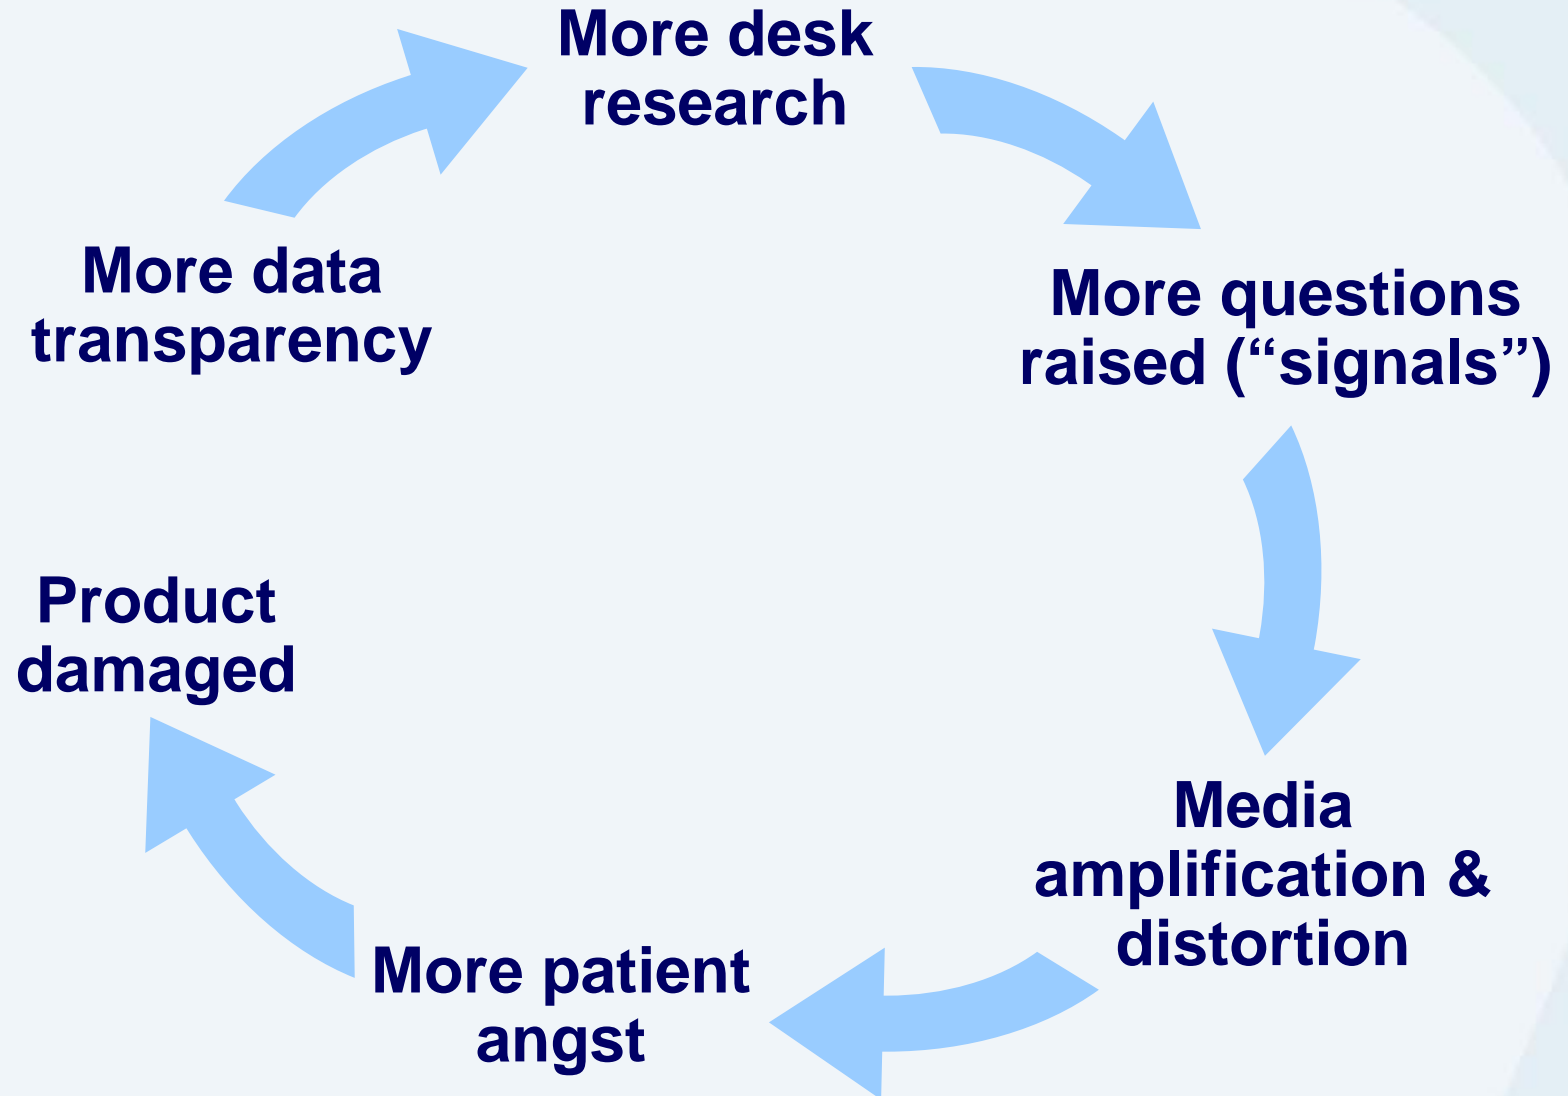 More desk
research
More data
transparency
More questions
raised (“signals”)
Product
damaged
Media
amplification &
distortion
More patient
angst